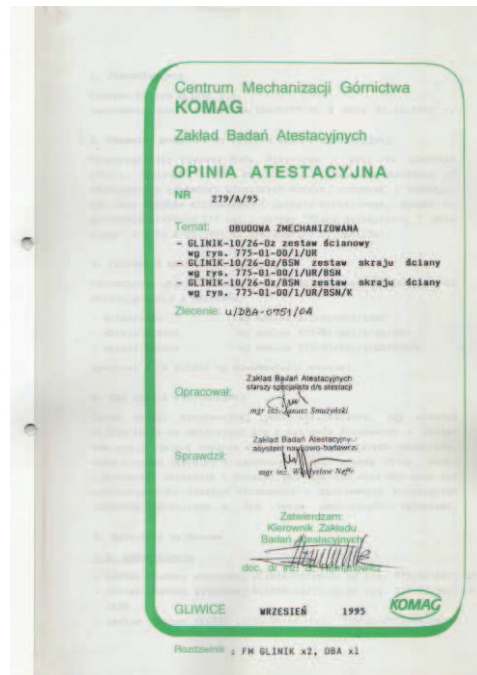 Centrum Mechanizacji Górnictwa
KOMAG
Zakład Badań Atestacyjnych
OPINIA ATESTACYJNA
NR 279/A/95
Temat: OBUDOWA ZMECHANIZOWANA
- GLINIK-10/26-Oz zestaw ścianowy
wg rys. 775-01-00/1/UR
- GLINIK-10/26-Oz/BSN zestaw skraju ściany
wg rys. 775-01-00/1/UR/BSN
- GLINIK-10/26-Oz/BSN zestaw skraju ściany
wg rys. 775-01-00/1/UR/BSN/K
Zlecenie: U/DBA-0751/OA
Zakład Badań Atestacyjnych
starszy specjalista d/s atestacji
Opracował:
mgr inż. Janusz Smużyński
Zakład Badań Atestacyjnych
asystent naukowo-badawczy
Sprawdził:
mgr inż. Władysław
Zatwierdzam:
Kierownik Zakładu
Badań Atestacyjnych
doc. dr inż.
GLIWICE WRZESIEŃ 1995 KOMAG
Rozdzielnik : FM GLINIK x2, DBA x1